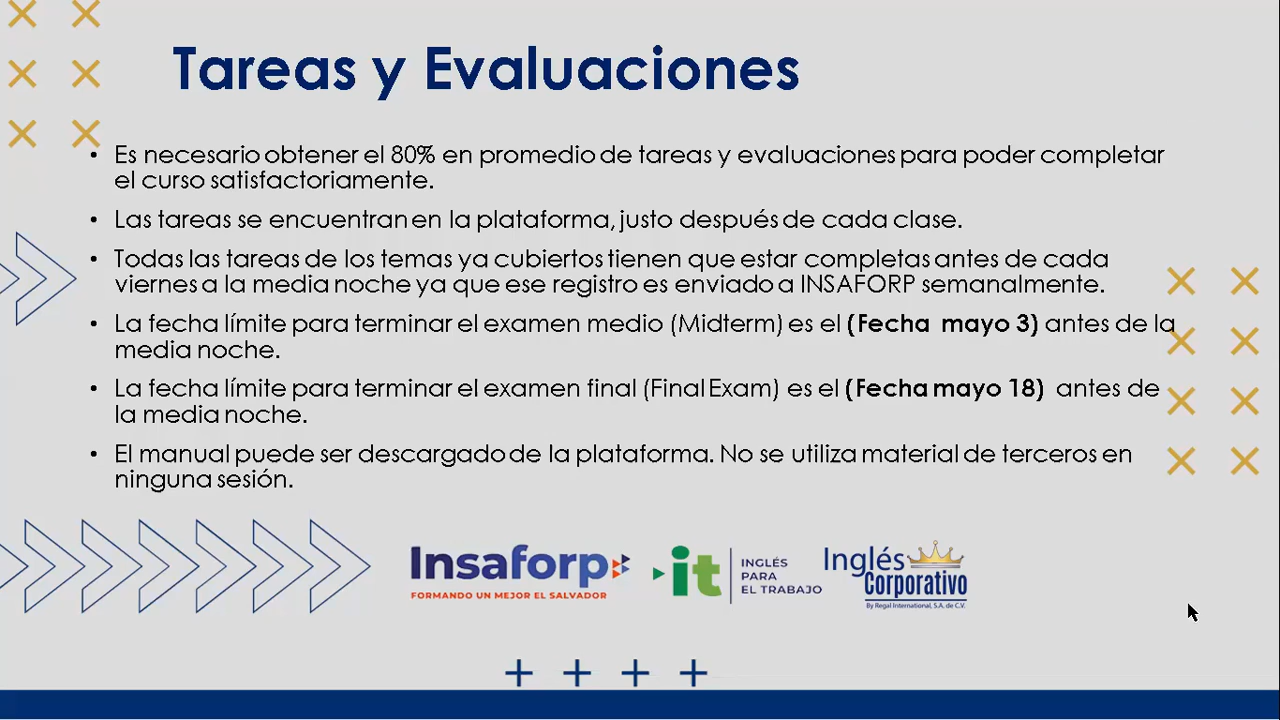 Tareas y Evaluaciones
• Es necesario obtener el 80% en promedio de tareas y evaluaciones para poder completar
el curso satisfactoriamente.
• Las tareas se encuentran en la plataforma, justo después de cada clase.
• Todas las tareas de los temas ya cubiertos tienen que estar completas antes de cada
viernes a la media noche ya que ese registro es enviado a INSAFORP semanalmente.
• La fecha límite para terminar el examen medio (Midterm) es el (Fecha mayo 3) antes de la
media noche.
• La fecha límite para terminar el examen final (Final Exam) es el (Fecha mayo 18) antes de
la media noche.
• El manual puede ser descargado de la plataforma. No se utiliza material de terceros en
ninguna sesión.
Insaforp
FORMANDO UN MEJOR EL SALVADOR
it
INGLÉS
PARA
EL TRABAJO
Inglés
Corporativo
By Regal International, S.A. de C.V.